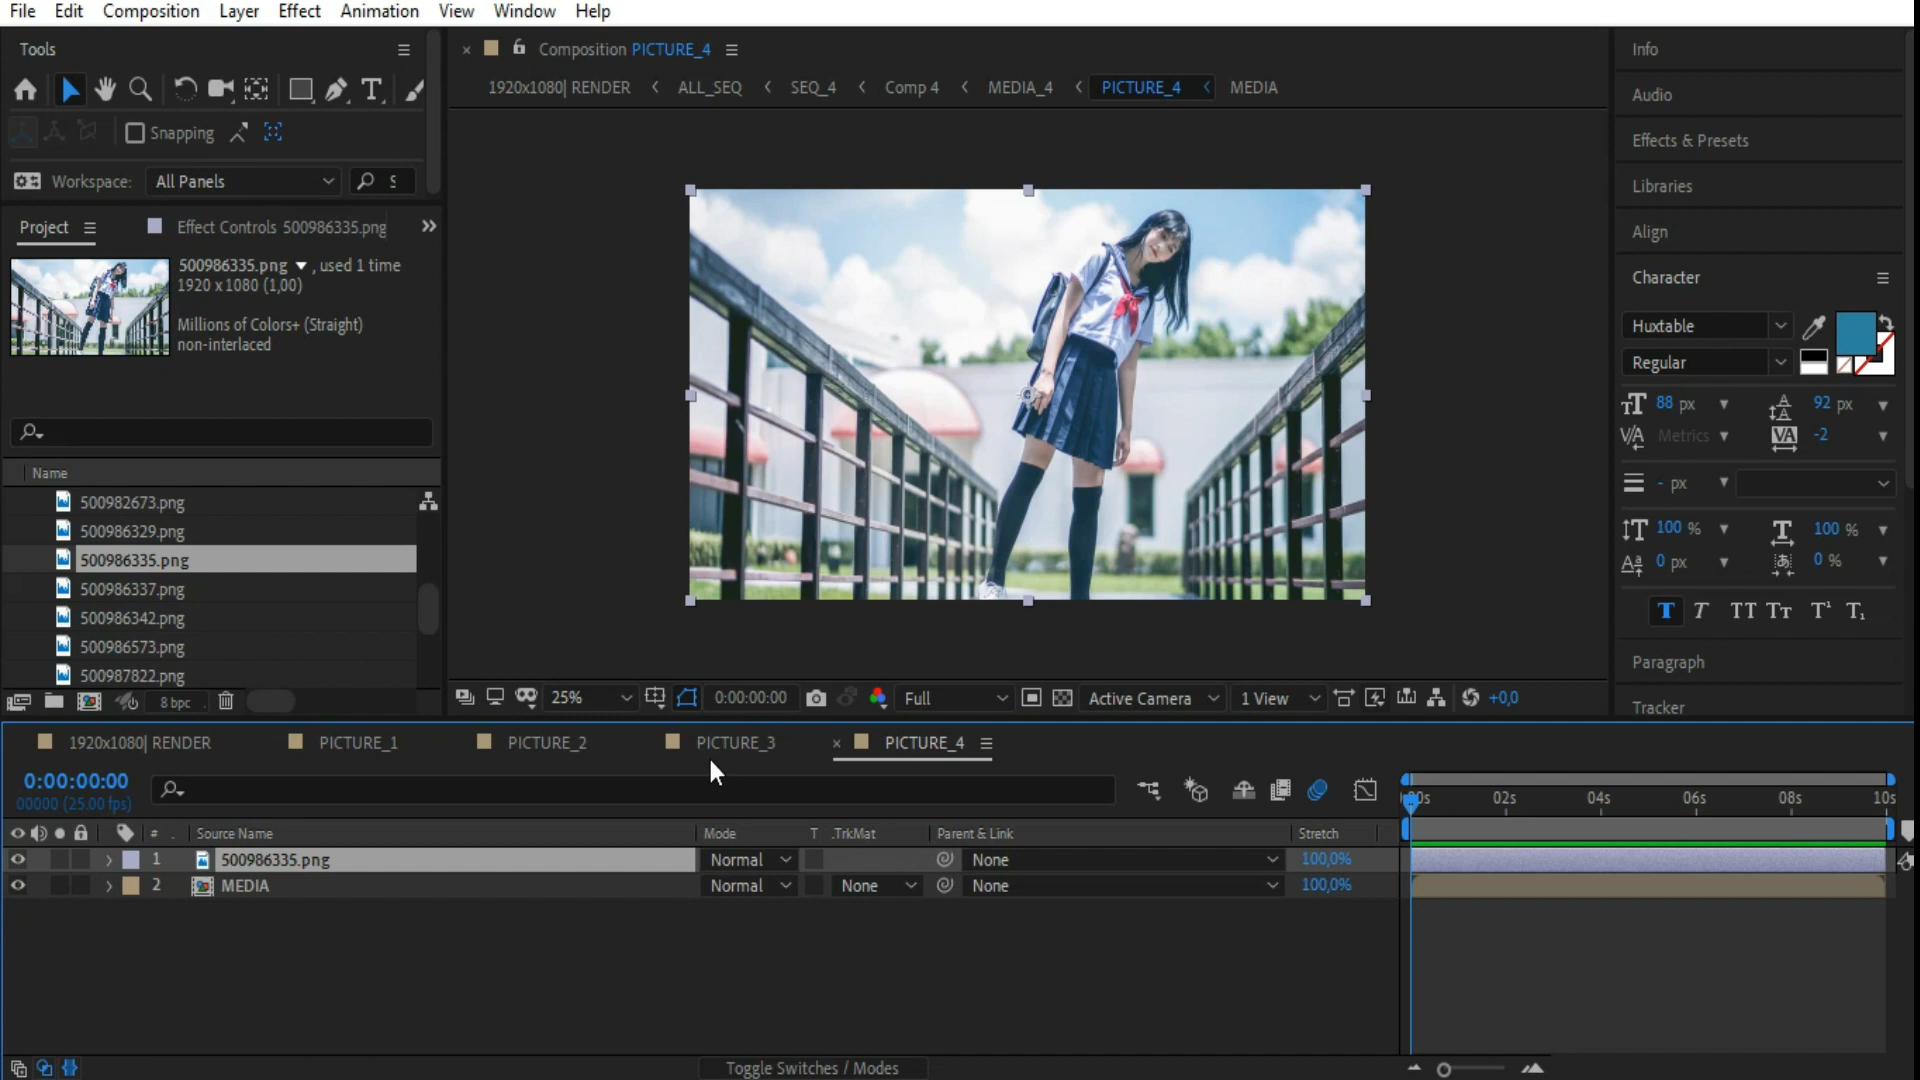 File Edit Composition Layer Effect Animation View Window Help
Tools
Snapping
Workspace: All Panels S
Project Effect Controls 500986335.png
500986335.png , used 1 time
1920 x 1080 (1,00)
Millions of Colors+ (Straight)
non-interlaced
Name
500982673.png
500986329.png
500986335.png
500986337.png
500986342.png
500986573.png
500987822.png
8 bpc
Composition PICTURE_4
1920x1080| RENDER ALL_SEQ SEQ_4 Comp 4 MEDIA_4 PICTURE_4 MEDIA
25% 0:00:00:00 Full Active Camera 1 View +0,0
Info
Audio
Effects & Presets
Libraries
Align
Character
Huxtable
Regular
88 px 92 px
Metrics -2
- px
100 % 100 %
0 px 0 %
T T TT Tt T¹ T₁
Paragraph
Tracker
1920x1080| RENDER PICTURE_1 PICTURE_2 PICTURE_3 PICTURE_4
0:00:00:00
00000 (25.00 fps)
02s 04s 06s 08s 10s
# Source Name Mode T .TrkMat Parent & Link Stretch
1 500986335.png Normal None 100,0%
2 MEDIA Normal None None 100,0%
Toggle Switches / Modes